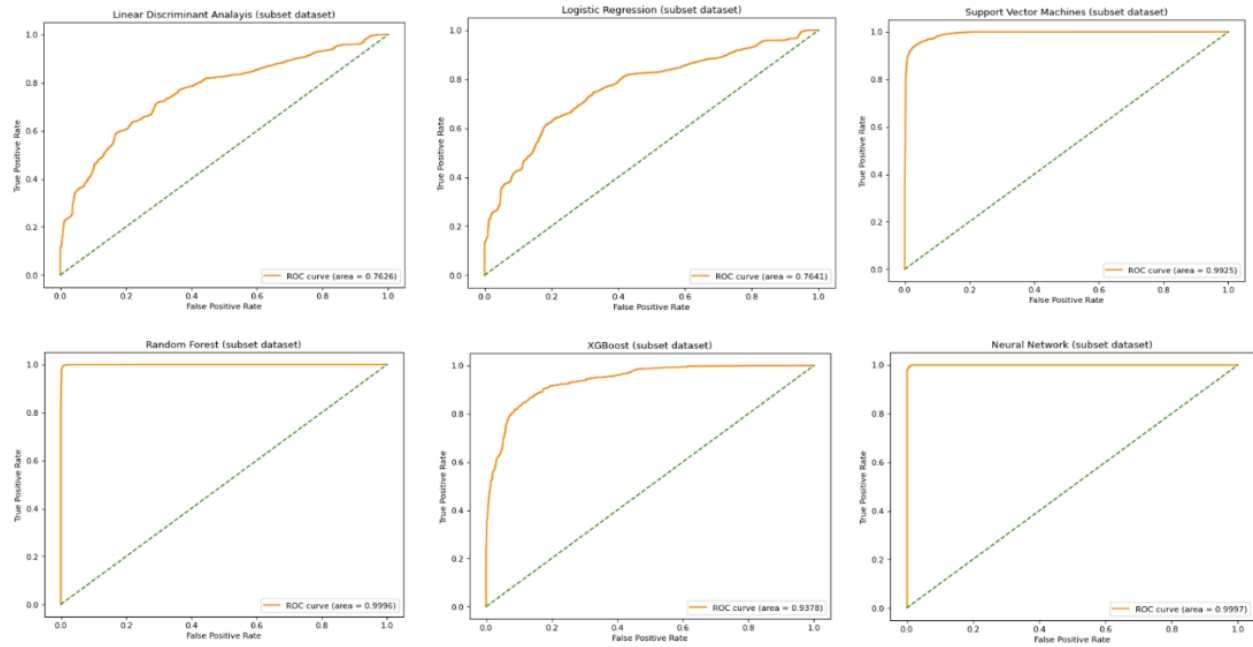 Linear Discriminant Analayis (subset dataset)
1.0
0.8
0.6
0.4
0.2
0.0
True Positive Rate
ROC curve (area = 0.7626)
0.0 0.2 0.4 0.6 0.8 1.0
False Positive Rate
Logistic Regression (subset dataset)
1.0
0.8
0.6
0.4
0.2
0.0
True Positive Rate
ROC curve (area = 0.7641)
0.0 0.2 0.4 0.6 0.8 1.0
False Positive Rate
Support Vector Machines (subset dataset)
1.0
0.8
0.6
0.4
0.2
0.0
True Positive Rate
ROC curve (area = 0.9925)
0.0 0.2 0.4 0.6 0.8 1.0
False Positive Rate
Random Forest (subset dataset)
1.0
0.8
0.6
0.4
0.2
0.0
True Positive Rate
ROC curve (area = 0.9996)
0.0 0.2 0.4 0.6 0.8 1.0
False Positive Rate
XGBoost (subset dataset)
1.0
0.8
0.6
0.4
0.2
0.0
True Positive Rate
ROC curve (area = 0.9378)
0.0 0.2 0.4 0.6 0.8 1.0
False Positive Rate
Neural Network (subset dataset)
1.0
0.8
0.6
0.4
0.2
0.0
True Positive Rate
ROC curve (area = 0.9997)
0.0 0.2 0.4 0.6 0.8 1.0
False Positive Rate